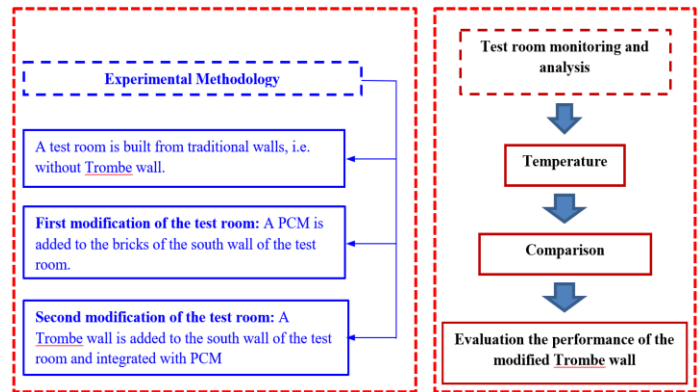 Experimental Methodology
A test room is built from traditional walls, i.e.
without Trombe wall.
First modification of the test room: A PCM is
added to the bricks of the south wall of the test
room.
Second modification of the test room: A
Trombe wall is added to the south wall of the test
room and integrated with PCM
Test room monitoring and
analysis
Temperature
Comparison
Evaluation the performance of the
modified Trombe wall